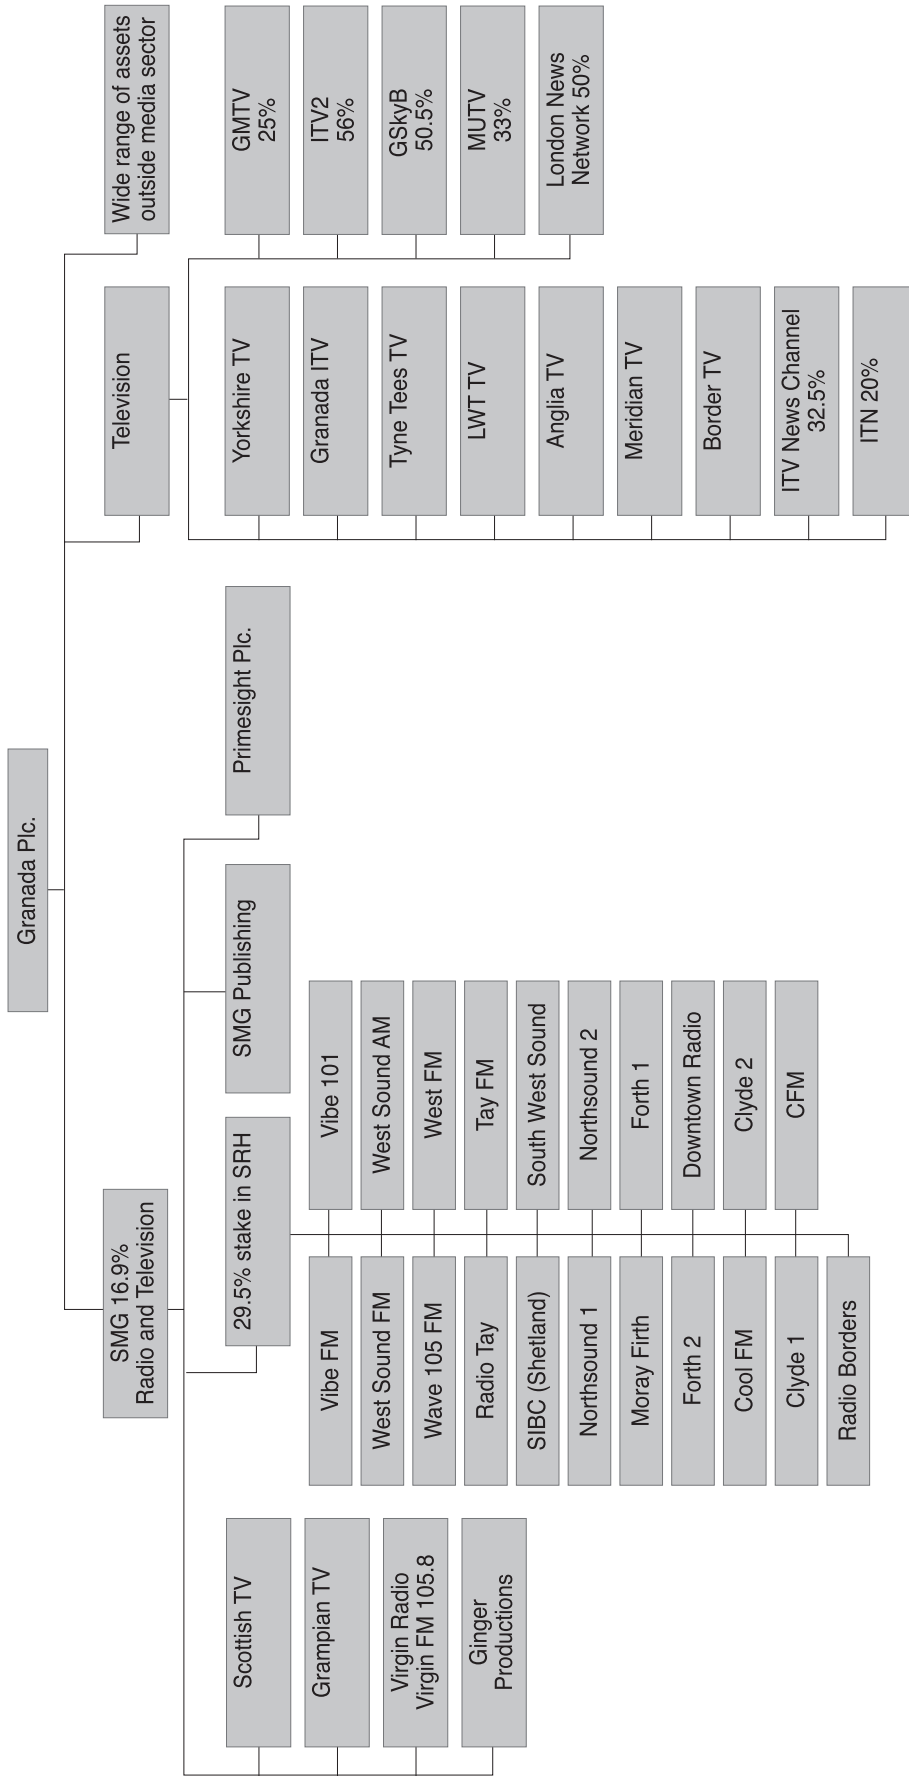 Granada Plc.
SMG 16.9%
Radio and Television
Television
Wide range of assets
outside media sector
Scottish TV
Grampian TV
Virgin Radio
Virgin FM 105.8
Ginger
Productions
29.5% stake in SRH
SMG Publishing
Primesight Plc.
Vibe FM
Vibe 101
West Sound FM
West Sound AM
Wave 105 FM
West FM
Radio Tay
Tay FM
SIBC (Shetland)
South West Sound
Northsound 1
Northsound 2
Moray Firth
Forth 1
Forth 2
Downtown Radio
Cool FM
Clyde 2
Clyde 1
CFM
Radio Borders
Yorkshire TV
Granada ITV
Tyne Tees TV
LWT TV
Anglia TV
Meridian TV
Border TV
ITV News Channel
32.5%
ITN 20%
GMTV
25%
ITV2
56%
GSkyB
50.5%
MUTV
33%
London News
Network 50%